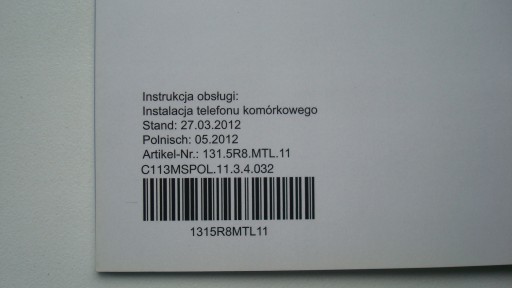 Instrukcja obsługi:
Instalacja telefonu komórkowego
Stand: 27.03.2012
Polnisch: 05.2012
Artikel-Nr.: 131.5R8.MTL.11
C113MSPOL.11.3.4.032
1315R8MTL11